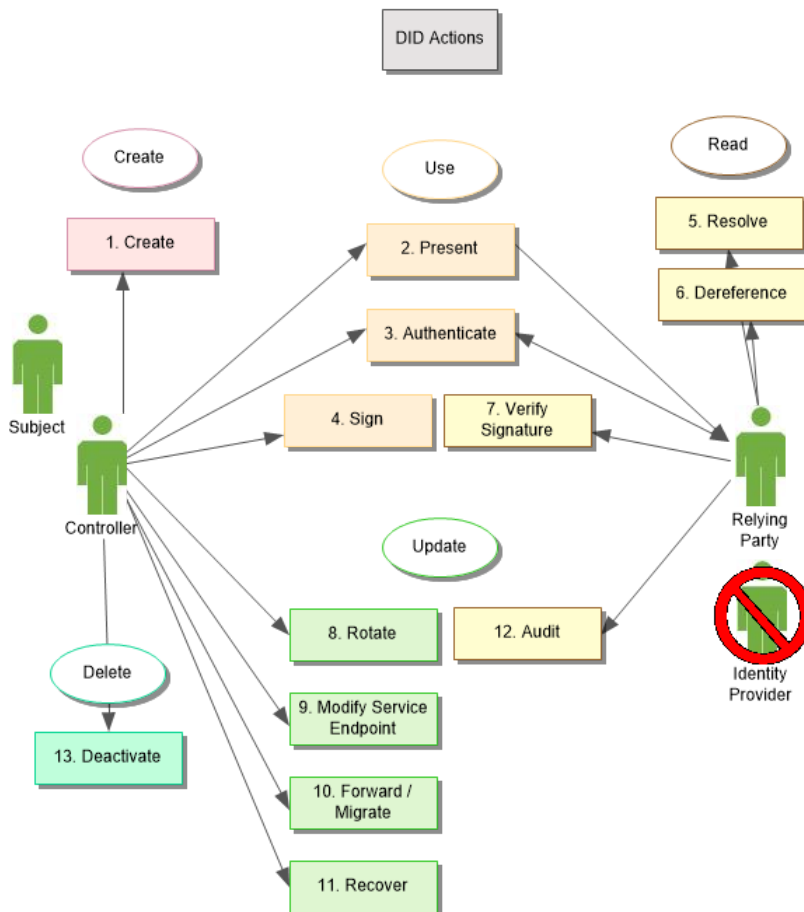 DID Actions
Create
Use
Read
1. Create
2. Present
5. Resolve
6. Dereference
3. Authenticate
Subject
4. Sign
7. Verify
Signature
Controller
Relying
Party
Update
8. Rotate
12. Audit
Delete
Identity
Provider
9. Modify Service
Endpoint
13. Deactivate
10. Forward /
Migrate
11. Recover